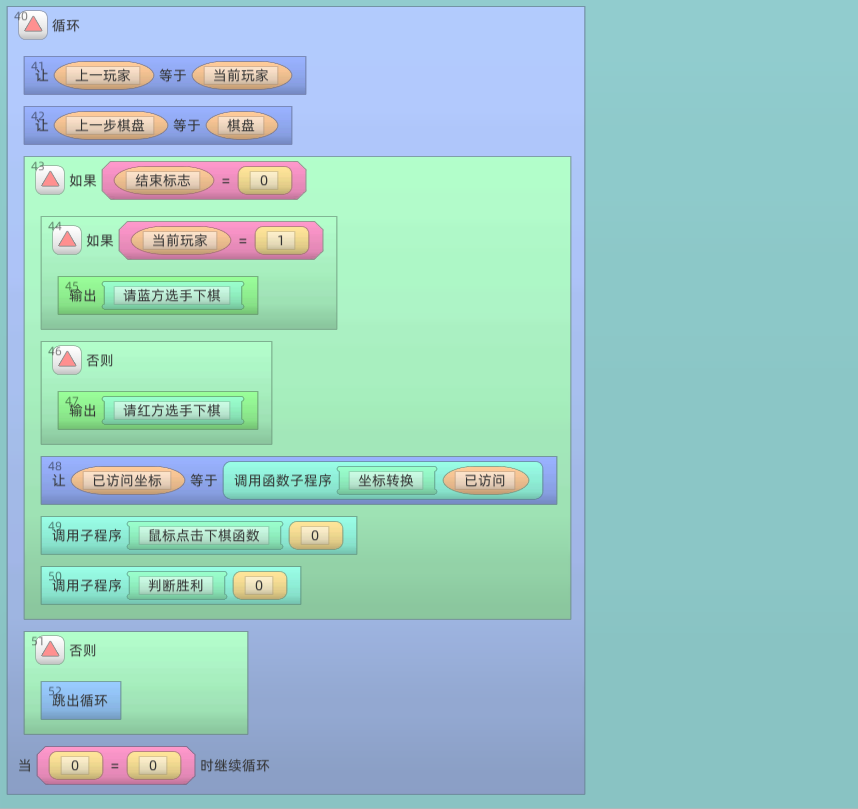 40 循环
41 让 上一玩家 等于 当前玩家
42 让 上一步棋盘 等于 棋盘
43 如果 结束标志 = 0
44 如果 当前玩家 = 1
45 输出 请蓝方选手下棋
46 否则
47 输出 请红方选手下棋
48 让 已访问坐标 等于 调用函数子程序 坐标转换 已访问
49 调用子程序 鼠标点击下棋函数 0
50 调用子程序 判断胜利 0
51 否则
52 跳出循环
当 0 = 0 时继续循环